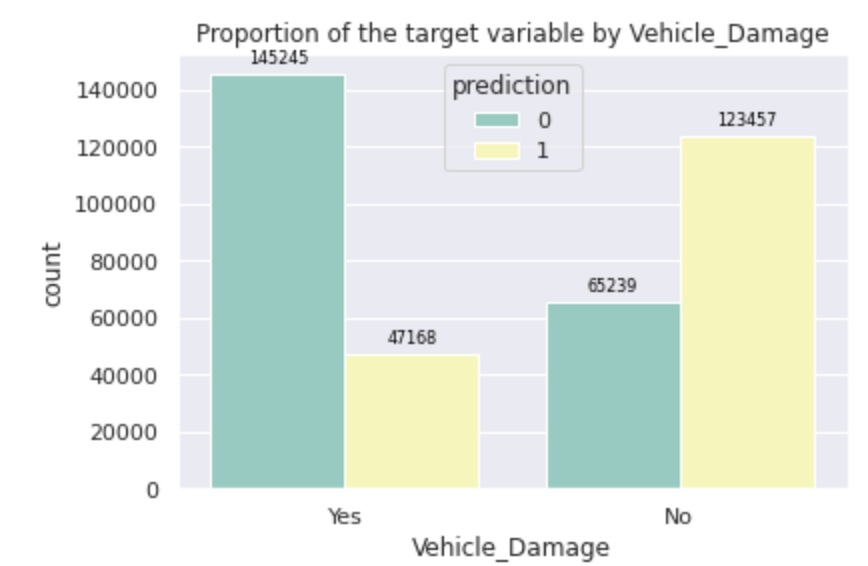 Proportion of the target variable by Vehicle_Damage
145245
140000
prediction
0
123457
120000
1
100000
count
80000
65239
60000
47168
40000
20000
0
Yes
No
Vehicle_Damage